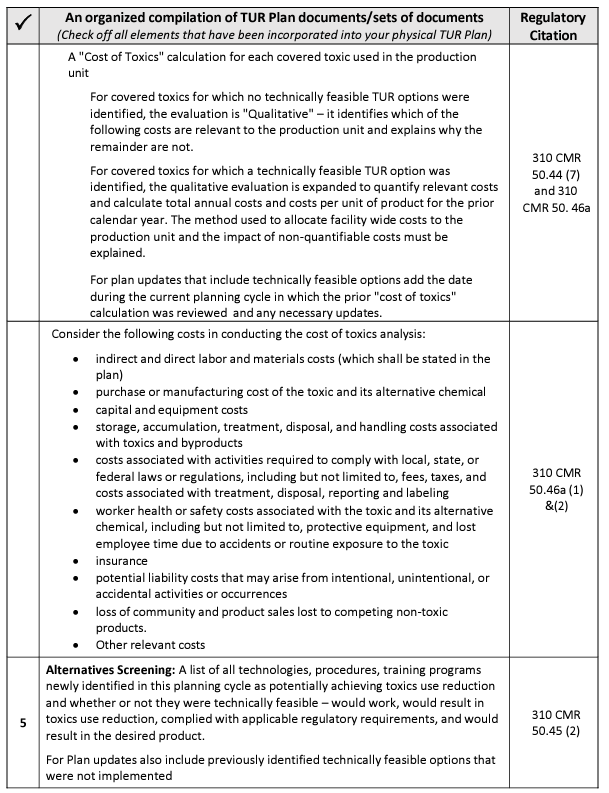 ✓
An organized compilation of TUR Plan documents/sets of documents
(Check off all elements that have been incorporated into your physical TUR Plan)
Regulatory
Citation
A "Cost of Toxics" calculation for each covered toxic used in the production
unit
For covered toxics for which no technically feasible TUR options were
identified, the evaluation is "Qualitative" – it identifies which of the
following costs are relevant to the production unit and explains why the
remainder are not.
For covered toxics for which a technically feasible TUR option was
identified, the qualitative evaluation is expanded to quantify relevant costs
and calculate total annual costs and costs per unit of product for the prior
calendar year. The method used to allocate facility wide costs to the
production unit and the impact of non-quantifiable costs must be
explained.
For plan updates that include technically feasible options add the date
during the current planning cycle in which the prior "cost of toxics"
calculation was reviewed and any necessary updates.
310 CMR
50.44 (7)
and 310
CMR 50. 46a
Consider the following costs in conducting the cost of toxics analysis:
• indirect and direct labor and materials costs (which shall be stated in the
plan)
• purchase or manufacturing cost of the toxic and its alternative chemical
• capital and equipment costs
• storage, accumulation, treatment, disposal, and handling costs associated
with toxics and byproducts
• costs associated with activities required to comply with local, state, or
federal laws or regulations, including but not limited to, fees, taxes, and
costs associated with treatment, disposal, reporting and labeling
• worker health or safety costs associated with the toxic and its alternative
chemical, including but not limited to, protective equipment, and lost
employee time due to accidents or routine exposure to the toxic
• insurance
• potential liability costs that may arise from intentional, unintentional, or
accidental activities or occurrences
• loss of community and product sales lost to competing non-toxic
products.
• Other relevant costs
310 CMR
50.46a (1)
&(2)
5
Alternatives Screening: A list of all technologies, procedures, training programs
newly identified in this planning cycle as potentially achieving toxics use reduction
and whether or not they were technically feasible – would work, would result in
toxics use reduction, complied with applicable regulatory requirements, and would
result in the desired product.
For Plan updates also include previously identified technically feasible options that
were not implemented
310 CMR
50.45 (2)